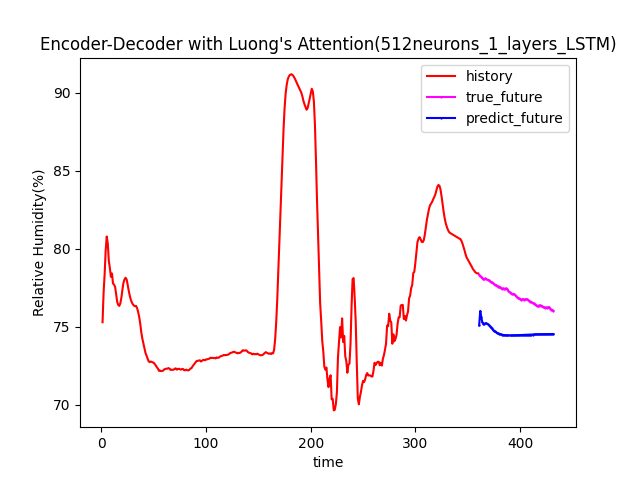 Encoder-Decoder with Luong's Attention(512neurons_1_layers_LSTM)
history
true_future
predict_future
90
85
80
75
70
Relative Humidity(%)
0
100
200
300
400
time